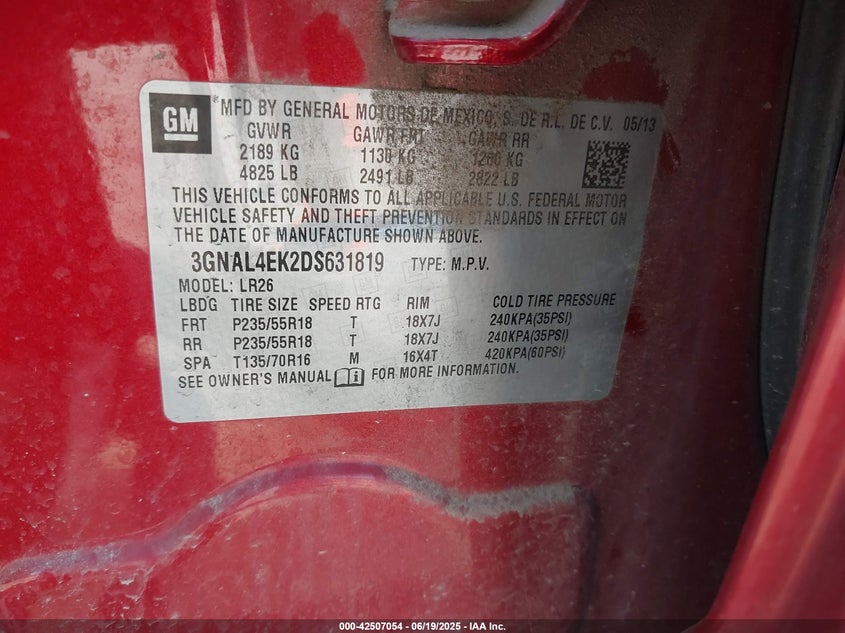 GM
*MFD BY GENERAL MOTORS DE MEXICO, S. DE R.L. DE C.V. 05/13
GVWR GAWR FRT GAWR RR
2189 KG 1130 KG 1280 KG
4825 LB 2491 LB 2822 LB
THIS VEHICLE CONFORMS TO ALL APPLICABLE U.S. FEDERAL MOTOR
VEHICLE SAFETY AND THEFT PREVENTION STANDARDS IN EFFECT ON
THE DATE OF MANUFACTURE SHOWN ABOVE.
3GNAL4EK2DS631819 TYPE: M.P.V.
MODEL: LR26
LBDG TIRE SIZE SPEED RTG RIM COLD TIRE PRESSURE
FRT P235/55R18 T 18X7J 240KPA(35PSI)
RR P235/55R18 T 18X7J 240KPA(35PSI)
SPA T135/70R16 M 16X4T 420KPA(60PSI)
SEE OWNER'S MANUAL FOR MORE INFORMATION.
000-42507054 - 06/19/2025 - IAA Inc.